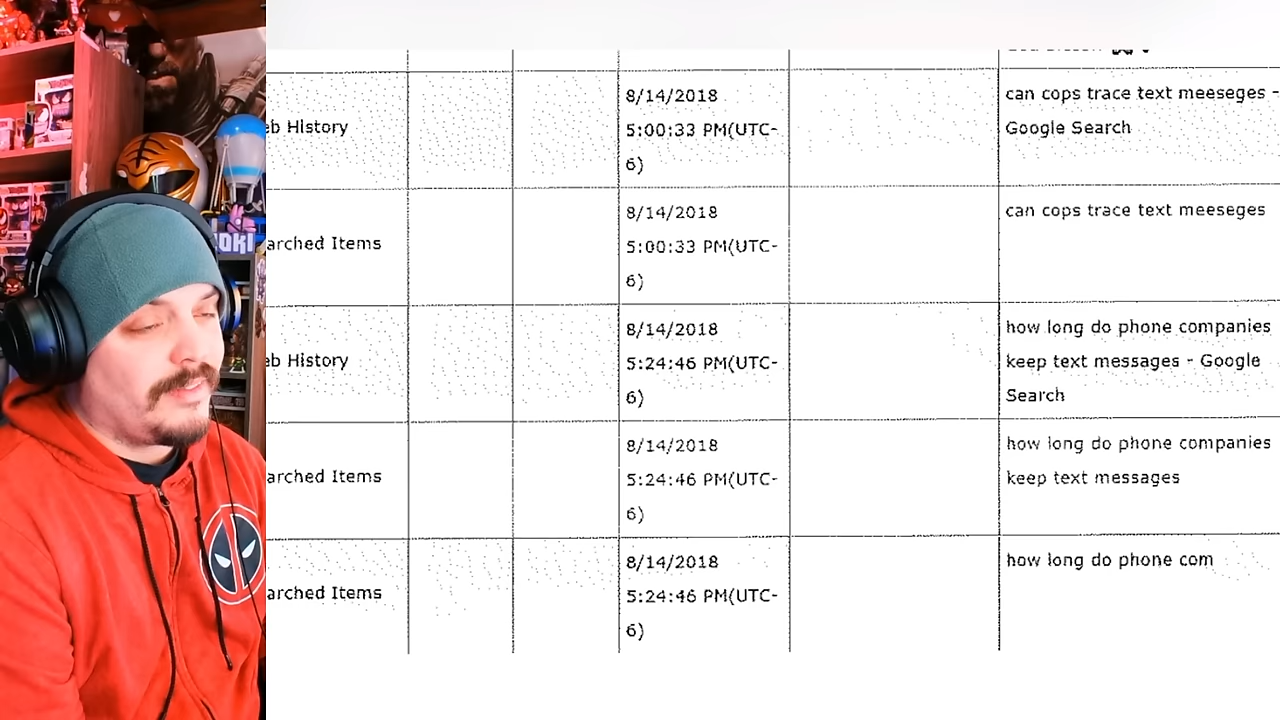 OKI
8/14/2018
can cops trace text meeseges -
eb History
5:00:33 PM(UTC-
Google Search
6)
8/14/2018
can cops trace text meeseges
arched Items
5:00:33 PM(UTC-
6)
8/14/2018
how long do phone companies
eb History
5:24:46 PM(UTC-
keep text messages - Google
6)
Search
8/14/2018
how long do phone companies
arched Items
5:24:46 PM(UTC-
keep text messages
6)
8/14/2018
how long do phone com
arched Items
5:24:46 PM(UTC-
6)